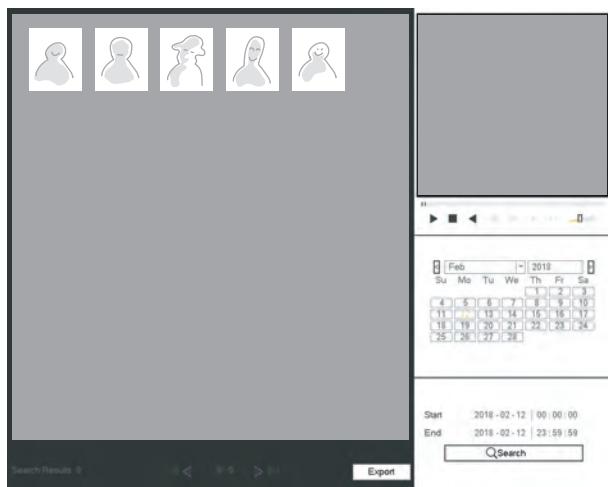 Feb 2018
Su Mo Tu We Th Fr Sa
1 2 3
4 5 6 7 8 9 10
11 12 13 14 15 16 17
18 19 20 21 22 23 24
25 26 27 28
Start 2018 - 02 - 12 00 : 00 : 00
End 2018 - 02 - 12 23 : 59 : 59
Search
Search Results 0
Export